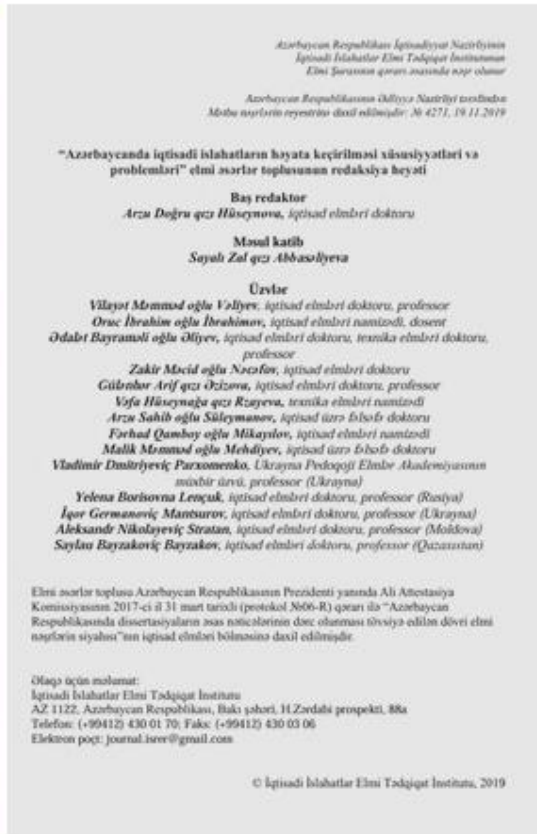 Azərbaycan Respublikası İqtisadiyyat Nazirliyinin
İqtisadi İslahatlar Elmi Tədqiqat İnstitutunun
Elmi Şurasının qərarı əsasında nəşr olunur
Azərbaycan Respublikasının Ədliyyə Nazirliyi tərəfindən
Mətbu nəşrlərin reyestrinə daxil edilmişdir: № 4271, 19.11.2019
“Azərbaycanda iqtisadi islahatların həyata keçirilməsi xüsusiyyətləri və
problemləri” elmi əsərlər toplusunun redaksiya heyəti
Baş redaktor
Arzu Doğru qızı Hüseynova, iqtisad elmləri doktoru
Məsul katib
Sayalı Zal qızı Abbasəliyeva
Üzvlər
Vilayət Məmməd oğlu Vəliyev, iqtisad elmləri doktoru, professor
Oruc İbrahim oğlu İbrahimov, iqtisad elmləri namizədi, dosent
Ədalət Bayraməli oğlu Əliyev, iqtisad elmləri doktoru, texnika elmləri doktoru,
professor
Zakir Məcid oğlu Nəcəfov, iqtisad elmləri doktoru
Gülənbər Arif qızı Əzizova, iqtisad elmləri doktoru, professor
Vəfa Hüseynağa qızı Rzayeva, texnika elmləri namizədi
Arzu Sahib oğlu Süleymanov, iqtisad üzrə fəlsəfə doktoru
Fərhad Qəmboy oğlu Mikayılov, iqtisad elmləri namizədi
Malik Məmməd oğlu Mehdiyev, iqtisad üzrə fəlsəfə doktoru
Vladimir Dmitriyeviç Parxomenko, Ukrayna Pedoqoji Elmlər Akademiyasının
müxbir üzvü, professor (Ukrayna)
Yelena Borisovna Lençuk, iqtisad elmləri doktoru, professor (Rusiya)
İqor Germanoviç Mantsurov, iqtisad elmləri doktoru, professor (Ukrayna)
Aleksandr Nikolayeviç Stratan, iqtisad elmləri doktoru, professor (Moldova)
Saylau Bayzakoviç Bayzakov, iqtisad elmləri doktoru, professor (Qazaxıstan)
Elmi əsərlər toplusu Azərbaycan Respublikasının Prezidenti yanında Ali Attestasiya
Komissiyasının 2017-ci il 31 mart tarixli (protokol №06-R) qərarı ilə “Azərbaycan
Respublikasında dissertasiyaların əsas nəticələrinin dərc olunması tövsiyə edilən dövri elmi
nəşrlərin siyahısı”nın iqtisad elmləri bölməsinə daxil edilmişdir.
Əlaqə üçün məlumat:
İqtisadi İslahatlar Elmi Tədqiqat İnstitutu
AZ 1122, Azərbaycan Respublikası, Bakı şəhəri, H.Zərdabi prospekti, 88a
Telefon: (+99412) 430 01 70; Faks: (+99412) 430 03 06
Elektron poçt: journal.isrer@gmail.com
© İqtisadi İslahatlar Elmi Tədqiqat İnstitutu, 2019